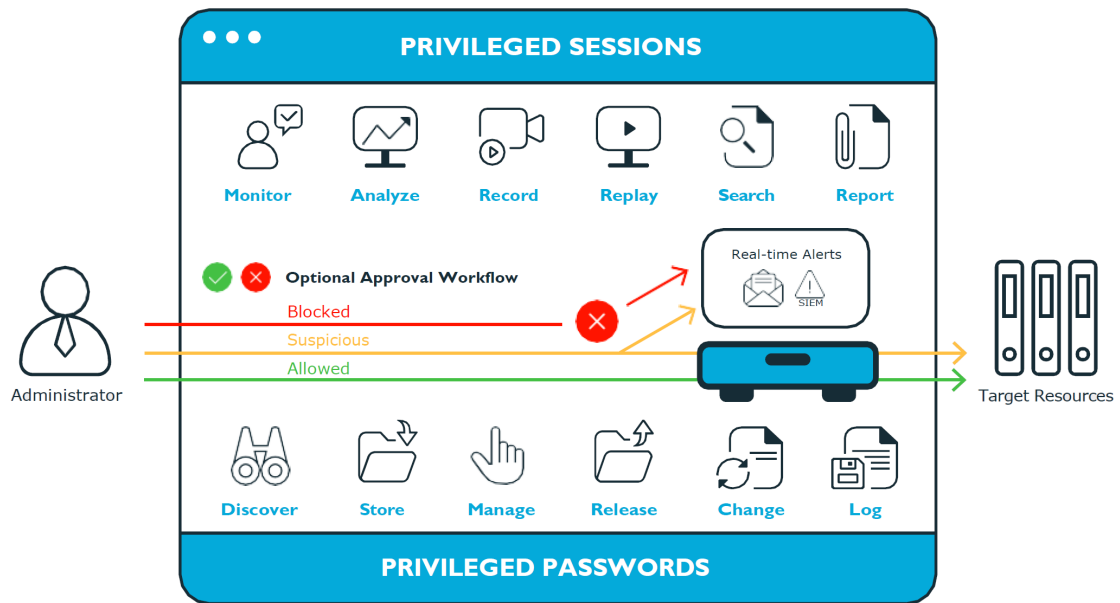 PRIVILEGED SESSIONS
Monitor
Analyze
Record
Replay
Search
Report
Real-time Alerts
SIEM
Optional Approval Workflow
Blocked
Suspicious
Allowed
Administrator
Target Resources
Discover
Store
Manage
Release
Change
Log
PRIVILEGED PASSWORDS